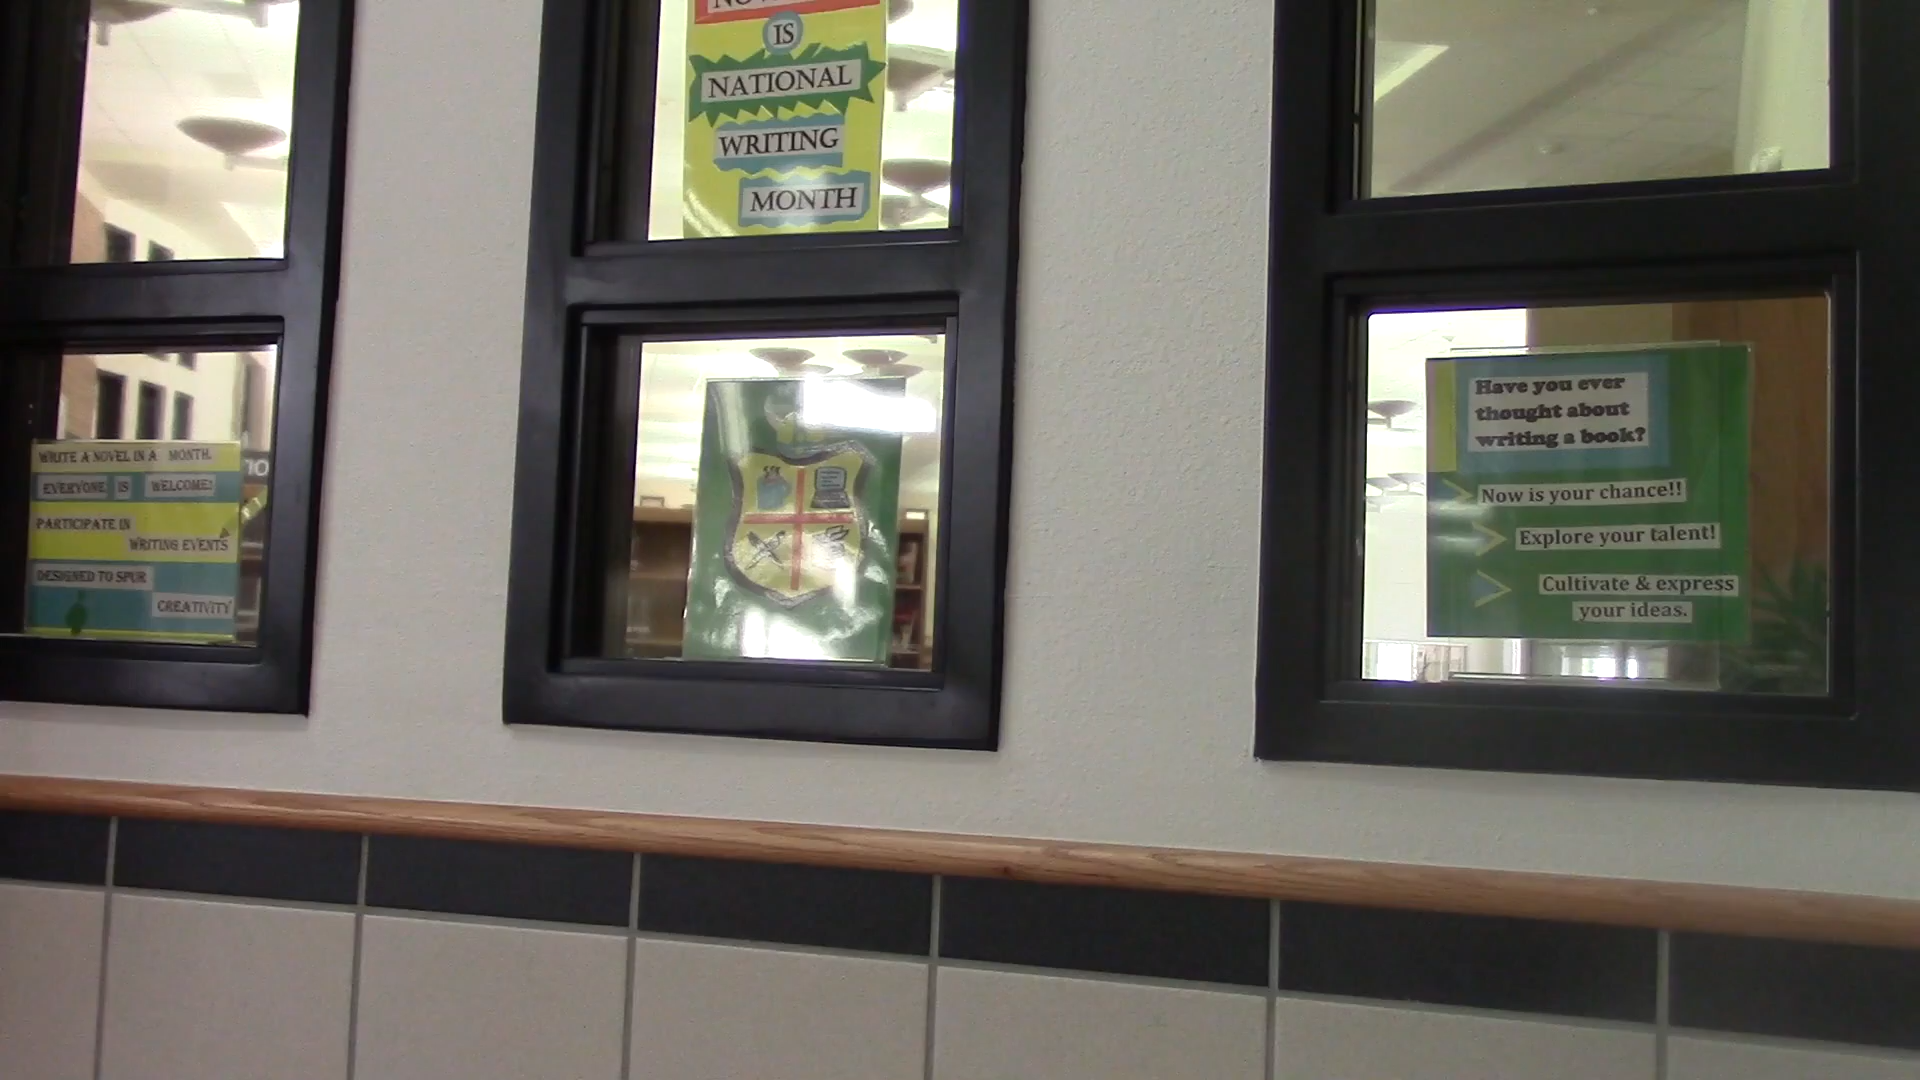 IS
NATIONAL
WRITING
MONTH
WRITE A NOVEL IN A MONTH.
EVERYONE IS WELCOME!
PARTICIPATE IN
WRITING EVENTS
DESIGNED TO SPUR
CREATIVITY
Have you ever
thought about
writing a book?
Now is your chance!!
Explore your talent!
Cultivate & express
your ideas.